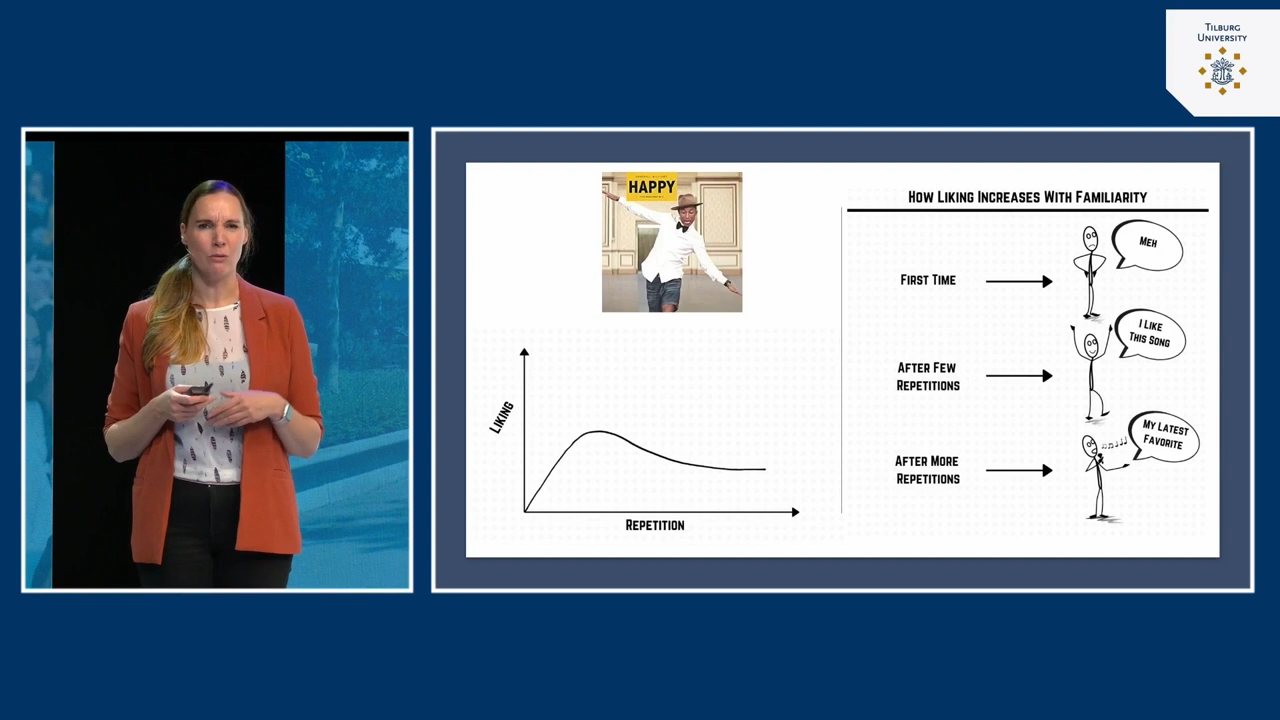 TILBURG
UNIVERSITY
HAPPY
LIKING
REPETITION
HOW LIKING INCREASES WITH FAMILIARITY
FIRST TIME
MEH
AFTER FEW
REPETITIONS
I LIKE
THIS SONG
AFTER MORE
REPETITIONS
MY LATEST
FAVORITE